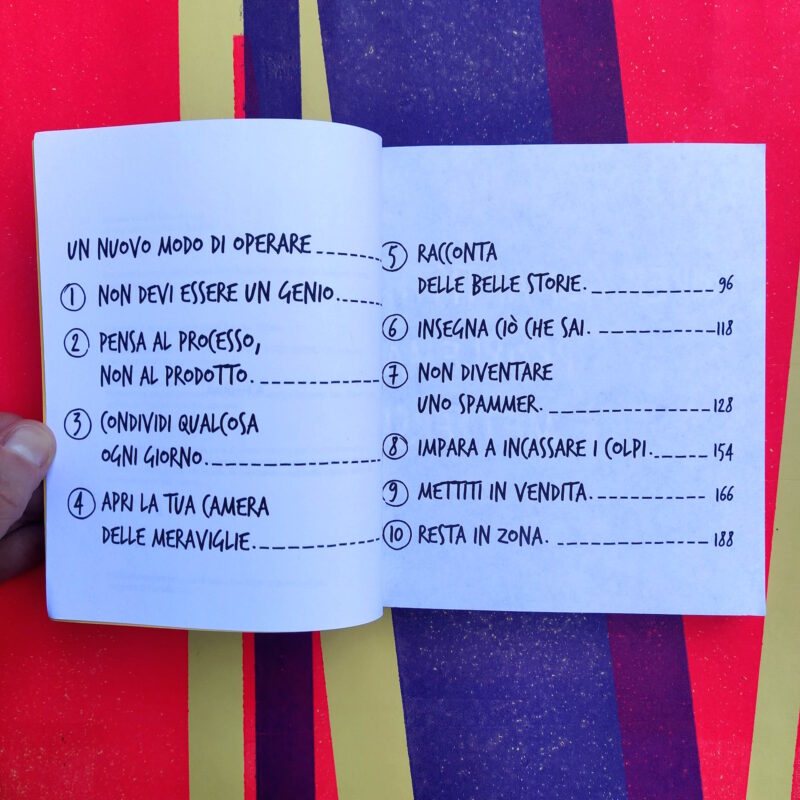 UN NUOVO MODO DI OPERARE
1 NON DEVI ESSERE UN GENIO.
2 PENSA AL PROCESSO,
NON AL PRODOTTO.
3 CONDIVIDI QUALCOSA
OGNI GIORNO.
4 APRI LA TUA CAMERA
DELLE MERAVIGLIE.
5 RACCONTA
DELLE BELLE STORIE. 96
6 INSEGNA CIÒ CHE SAI. 118
7 NON DIVENTARE
UNO SPAMMER. 128
8 IMPARA A INCASSARE I COLPI. 154
9 METTITI IN VENDITA. 166
10 RESTA IN ZONA. 188